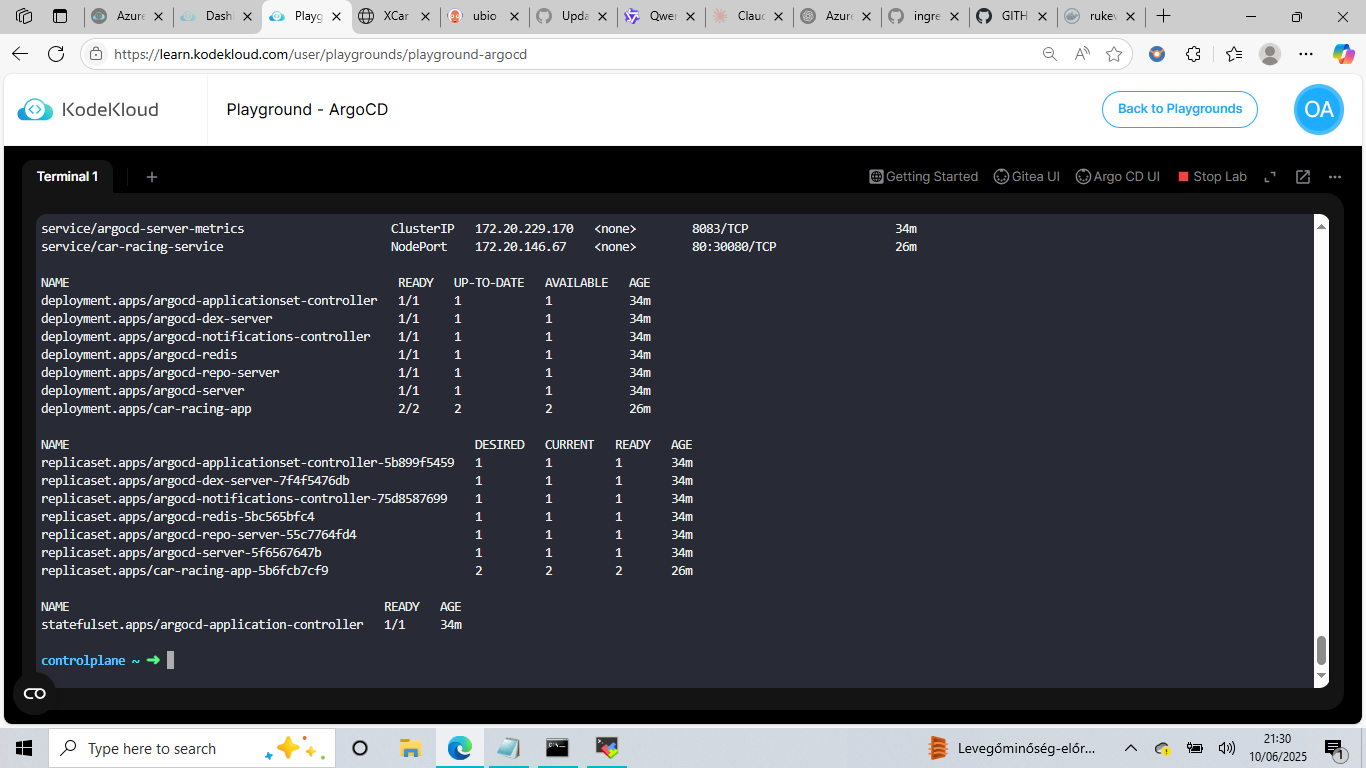 Azure
Dashl
Playg
XCar
ubio
Upda
Qwer
Claud
Azure
ingre
GITH
rukev
https://learn.kodekloud.com/user/playgrounds/playground-argocd
KodeKloud
Playground - ArgoCD
Back to Playgrounds
OA
Terminal 1
Getting Started
Gitea UI
Argo CD UI
Stop Lab
service/argocd-server-metrics ClusterIP 172.20.229.170 <none> 8083/TCP 34m
service/car-racing-service NodePort 172.20.146.67 <none> 80:30080/TCP 26m
NAME READY UP-TO-DATE AVAILABLE AGE
deployment.apps/argocd-applicationset-controller 1/1 1 1 34m
deployment.apps/argocd-dex-server 1/1 1 1 34m
deployment.apps/argocd-notifications-controller 1/1 1 1 34m
deployment.apps/argocd-redis 1/1 1 1 34m
deployment.apps/argocd-repo-server 1/1 1 1 34m
deployment.apps/argocd-server 1/1 1 1 34m
deployment.apps/car-racing-app 2/2 2 2 26m
NAME DESIRED CURRENT READY AGE
replicaset.apps/argocd-applicationset-controller-5b899f5459 1 1 1 34m
replicaset.apps/argocd-dex-server-7f4f5476db 1 1 1 34m
replicaset.apps/argocd-notifications-controller-75d8587699 1 1 1 34m
replicaset.apps/argocd-redis-5bc565bfc4 1 1 1 34m
replicaset.apps/argocd-repo-server-55c7764fd4 1 1 1 34m
replicaset.apps/argocd-server-5f6567647b 1 1 1 34m
replicaset.apps/car-racing-app-5b6fcb7cf9 2 2 2 26m
NAME READY AGE
statefulset.apps/argocd-application-controller 1/1 34m
controlplane ~ ➜
Type here to search
Levegőminőség-előr...
21:30
10/06/2025
1